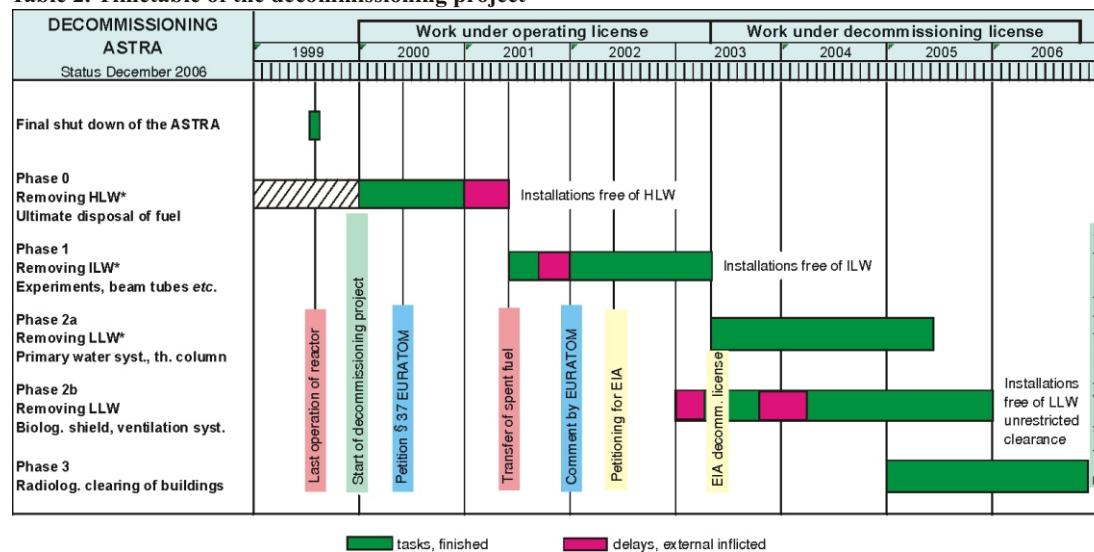 Table 2. Timetable of the decommissioning project
DECOMMISSIONING
ASTRA
Status December 2006
Work under operating license
Work under decommissioning license
1999
2000
2001
2002
2003
2004
2005
2006
Final shut down of the ASTRA
Phase 0
Removing HLW*
Ultimate disposal of fuel
Installations free of HLW
Phase 1
Removing ILW*
Experiments, beam tubes etc.
Installations free of ILW
Phase 2a
Removing LLW*
Primary water syst., th. column
Phase 2b
Removing LLW
Biolog. shield, ventilation syst.
Installations
free of LLW
unrestricted
clearance
Phase 3
Radiolog. clearing of buildings
Last operation of reactor
Start of decommissioning project
Petition § 37 EURATOM
Transfer of spent fuel
Comment by EURATOM
Petitioning for EIA
EIA decomm. license
tasks, finished
delays, external inflicted